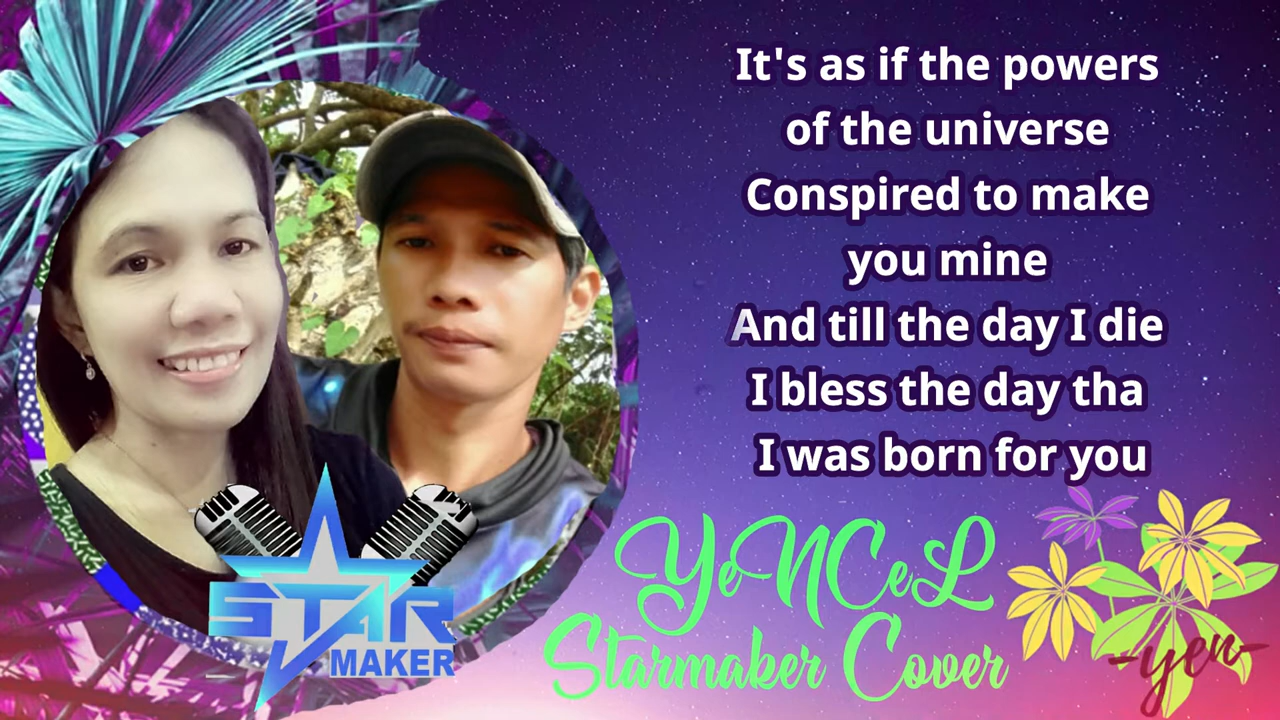 It's as if the powers
of the universe
Conspired to make
you mine
And till the day I die
I bless the day tha
I was born for you
STAR
MAKER
YeNCeL
Starmaker Cover
-yen-